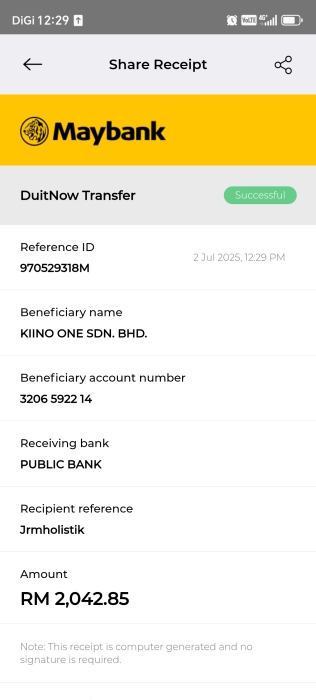 DiGi 12:29
Share Receipt
Maybank
DuitNow Transfer
Successful
Reference ID
970529318M
2 Jul 2025, 12:29 PM
Beneficiary name
KIINO ONE SDN. BHD.
Beneficiary account number
3206 5922 14
Receiving bank
PUBLIC BANK
Recipient reference
Jrmholistik
Amount
RM 2,042.85
Note: This receipt is computer generated and no
signature is required.